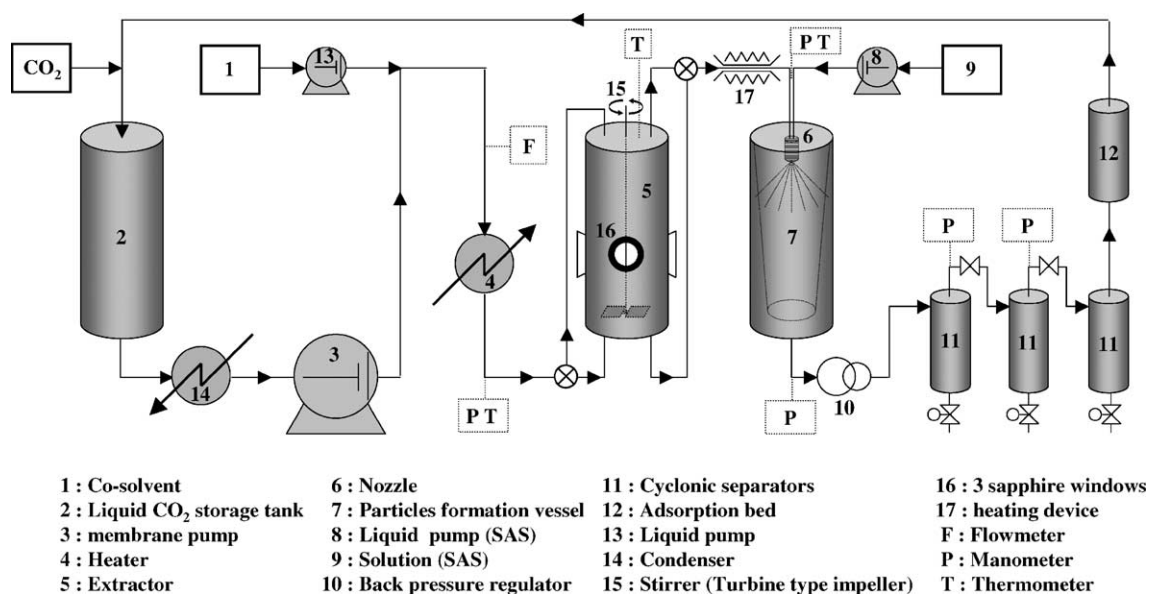 CO₂
1
13
T
P T
8
9
15
17
F
6
12
2
5
16
7
P
P
4
3
14
11
11
11
P T
P
10
1 : Co-solvent
2 : Liquid CO₂ storage tank
3 : membrane pump
4 : Heater
5 : Extractor
6 : Nozzle
7 : Particles formation vessel
8 : Liquid pump (SAS)
9 : Solution (SAS)
10 : Back pressure regulator
11 : Cyclonic separators
12 : Adsorption bed
13 : Liquid pump
14 : Condenser
15 : Stirrer (Turbine type impeller)
16 : 3 sapphire windows
17 : heating device
F : Flowmeter
P : Manometer
T : Thermometer